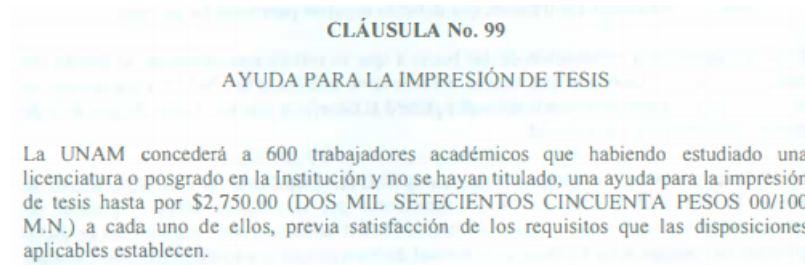 CLÁUSULA No. 99
AYUDA PARA LA IMPRESIÓN DE TESIS
La UNAM concederá a 600 trabajadores académicos que habiendo estudiado una
licenciatura o posgrado en la Institución y no se hayan titulado, una ayuda para la impresión
de tesis hasta por $2,750.00 (DOS MIL SETECIENTOS CINCUENTA PESOS 00/100
M.N.) a cada uno de ellos, previa satisfacción de los requisitos que las disposiciones
aplicables establecen.